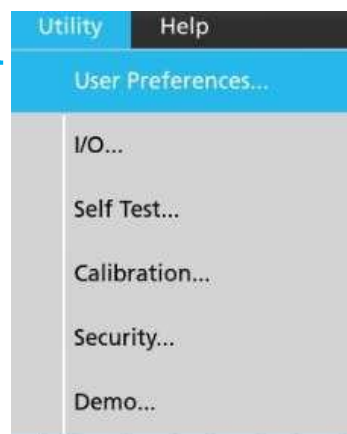 Utility Help
User Preferences...
I/O...
Self Test...
Calibration...
Security...
Demo...